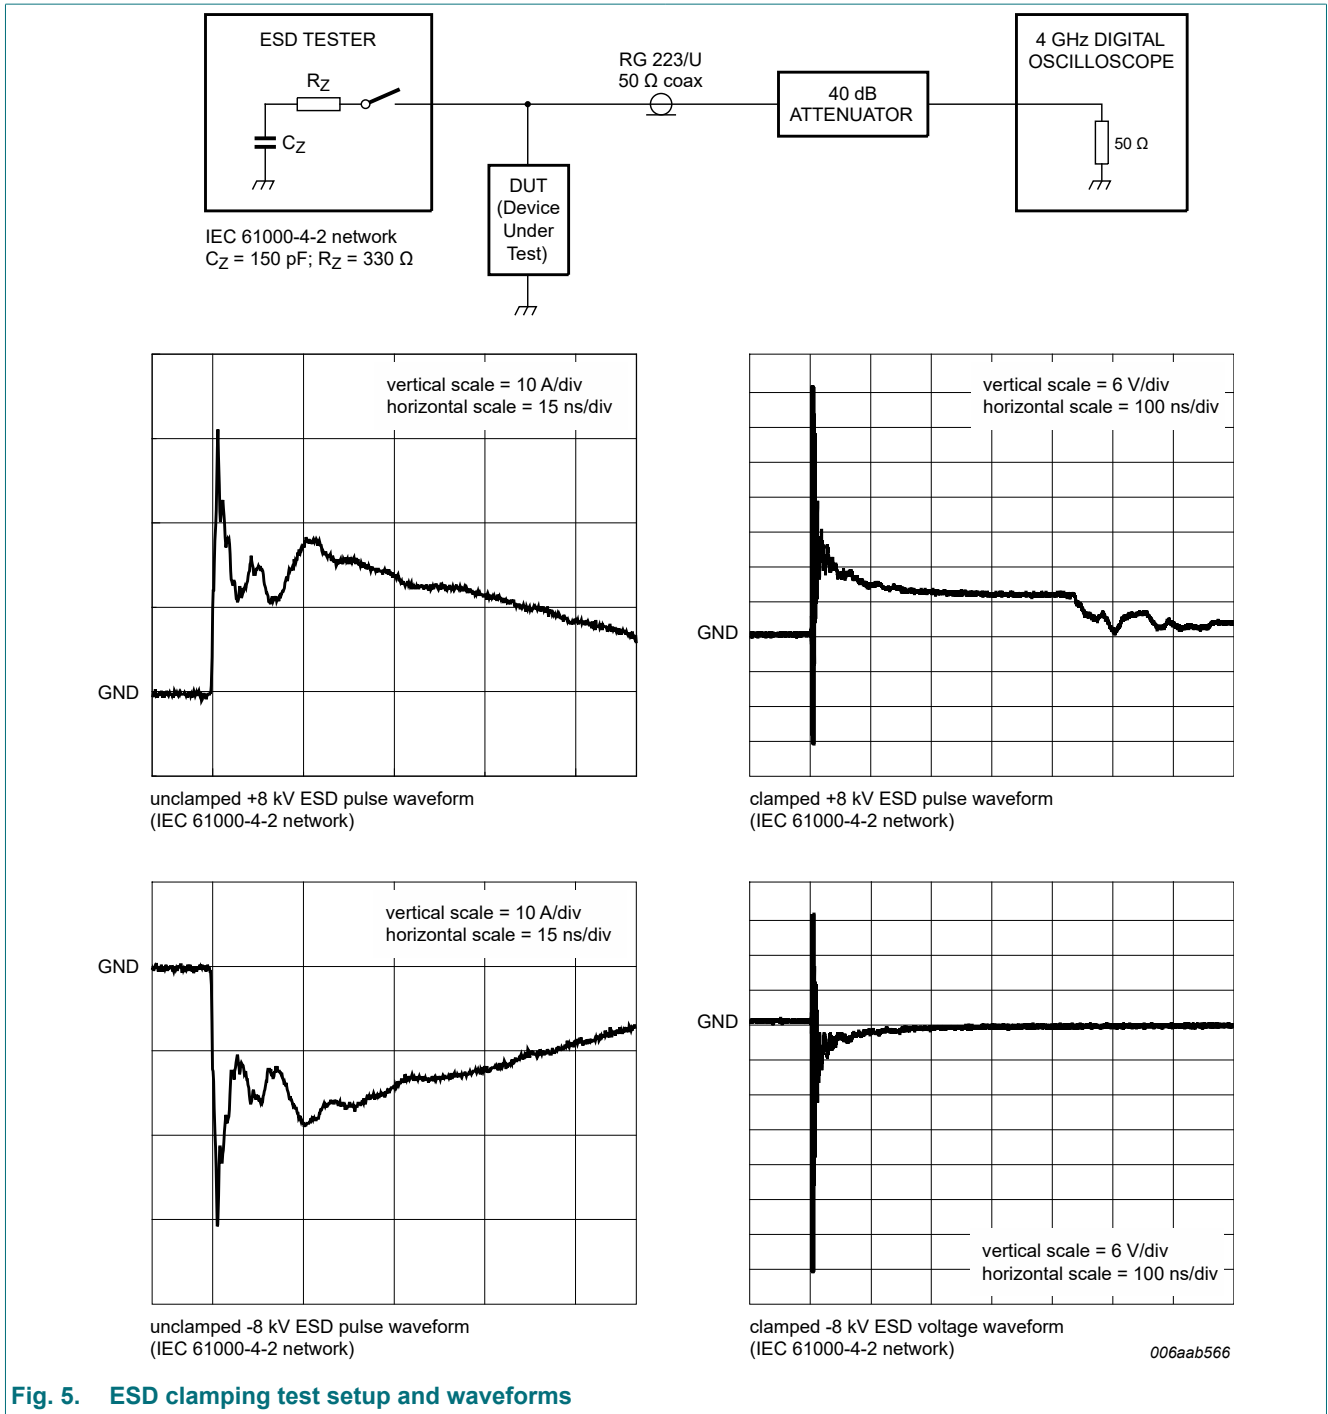 ESD TESTER
RZ
CZ
IEC 61000-4-2 network
CZ = 150 pF; RZ = 330 Ω
DUT
(Device
Under
Test)
RG 223/U
50 Ω coax
40 dB
ATTENUATOR
4 GHz DIGITAL
OSCILLOSCOPE
50 Ω
vertical scale = 10 A/div
horizontal scale = 15 ns/div
GND
unclamped +8 kV ESD pulse waveform
(IEC 61000-4-2 network)
vertical scale = 6 V/div
horizontal scale = 100 ns/div
GND
clamped +8 kV ESD pulse waveform
(IEC 61000-4-2 network)
vertical scale = 10 A/div
horizontal scale = 15 ns/div
GND
unclamped -8 kV ESD pulse waveform
(IEC 61000-4-2 network)
GND
vertical scale = 6 V/div
horizontal scale = 100 ns/div
clamped -8 kV ESD voltage waveform
(IEC 61000-4-2 network)
006aab566
Fig. 5. ESD clamping test setup and waveforms